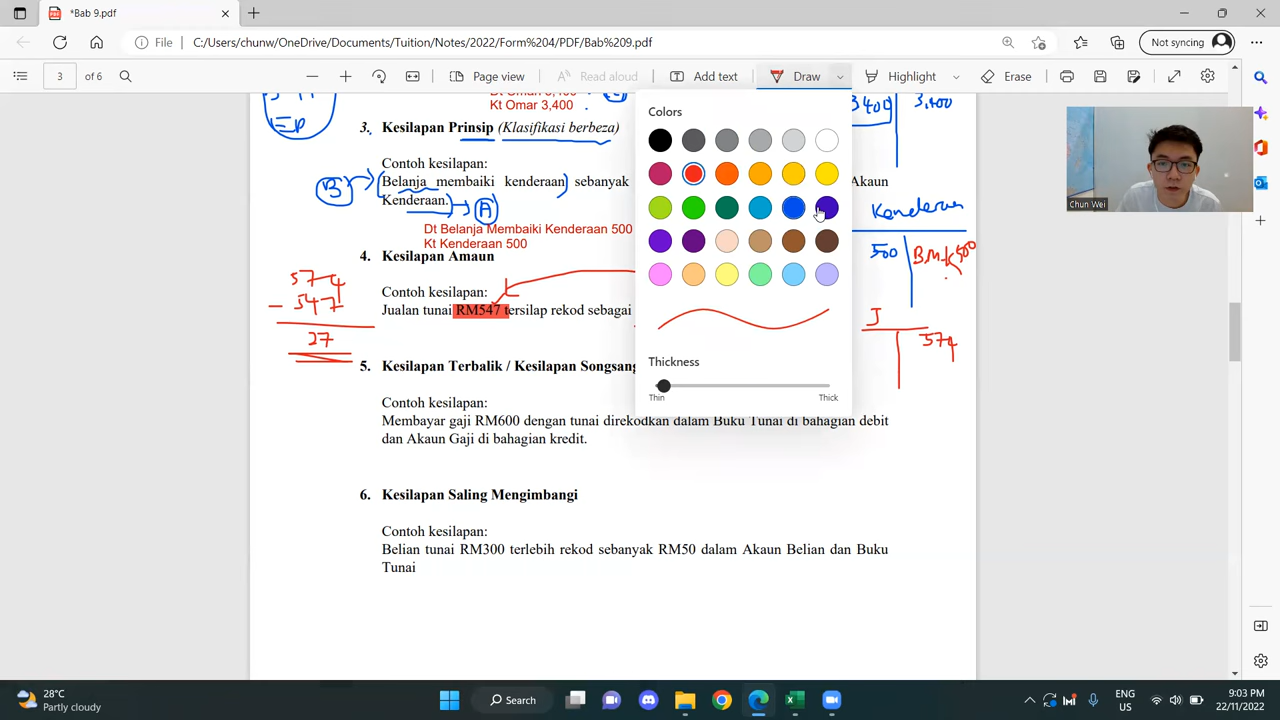 *Bab 9.pdf
File
C:/Users/chunw/OneDrive/Documents/Tuition/Notes/2022/Form%204/PDF/Bab%209.pdf
Not syncing
3 of 6
Page view
Read aloud
Add text
Draw
Highlight
Erase
Kt Omar 3,400
3400
3,400
3. Kesilapan Prinsip (Klasifikasi berbeza)
Contoh kesilapan:
Belanja membaiki kenderaan sebanyak
Akaun
Kenderaan.
B
A
Dt Belanja Membaiki Kenderaan 500
Kt Kenderaan 500
Kenderaan
500
BMK 500
4 Kesilapan Amaun
Contoh kesilapan:
Jualan tunai RM547 tersilap rekod sebagai
574
- 547
27
J
574
5. Kesilapan Terbalik / Kesilapan Songsang
Contoh kesilapan:
Membayar gaji RM600 dengan tunai direkodkan dalam Buku Tunai di bahagian debit
dan Akaun Gaji di bahagian kredit.
6. Kesilapan Saling Mengimbangi
Contoh kesilapan:
Belian tunai RM300 terlebih rekod sebanyak RM50 dalam Akaun Belian dan Buku
Tunai
Colors
Thickness
Thin
Thick
Chun Wei
28°C
Partly cloudy
Search
ENG
US
9:03 PM
22/11/2022